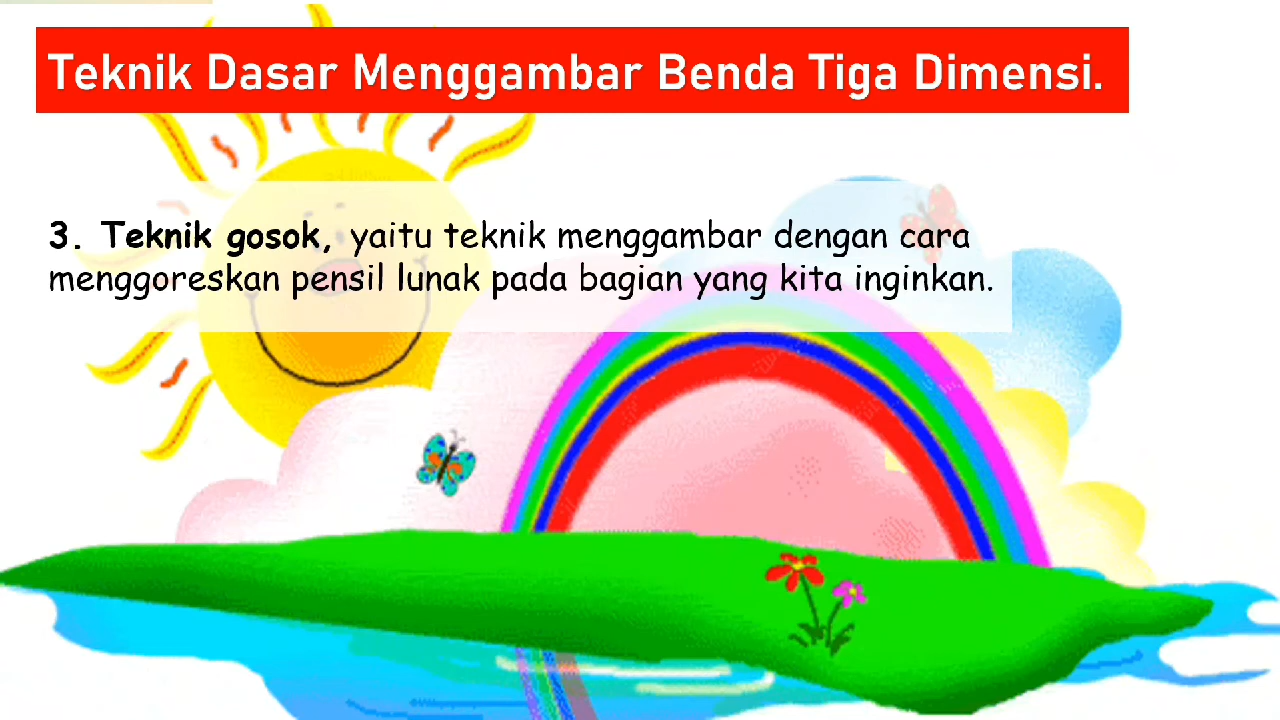 Teknik Dasar Menggambar Benda Tiga Dimensi.
3. Teknik gosok, yaitu teknik menggambar dengan cara
menggoreskan pensil lunak pada bagian yang kita inginkan.